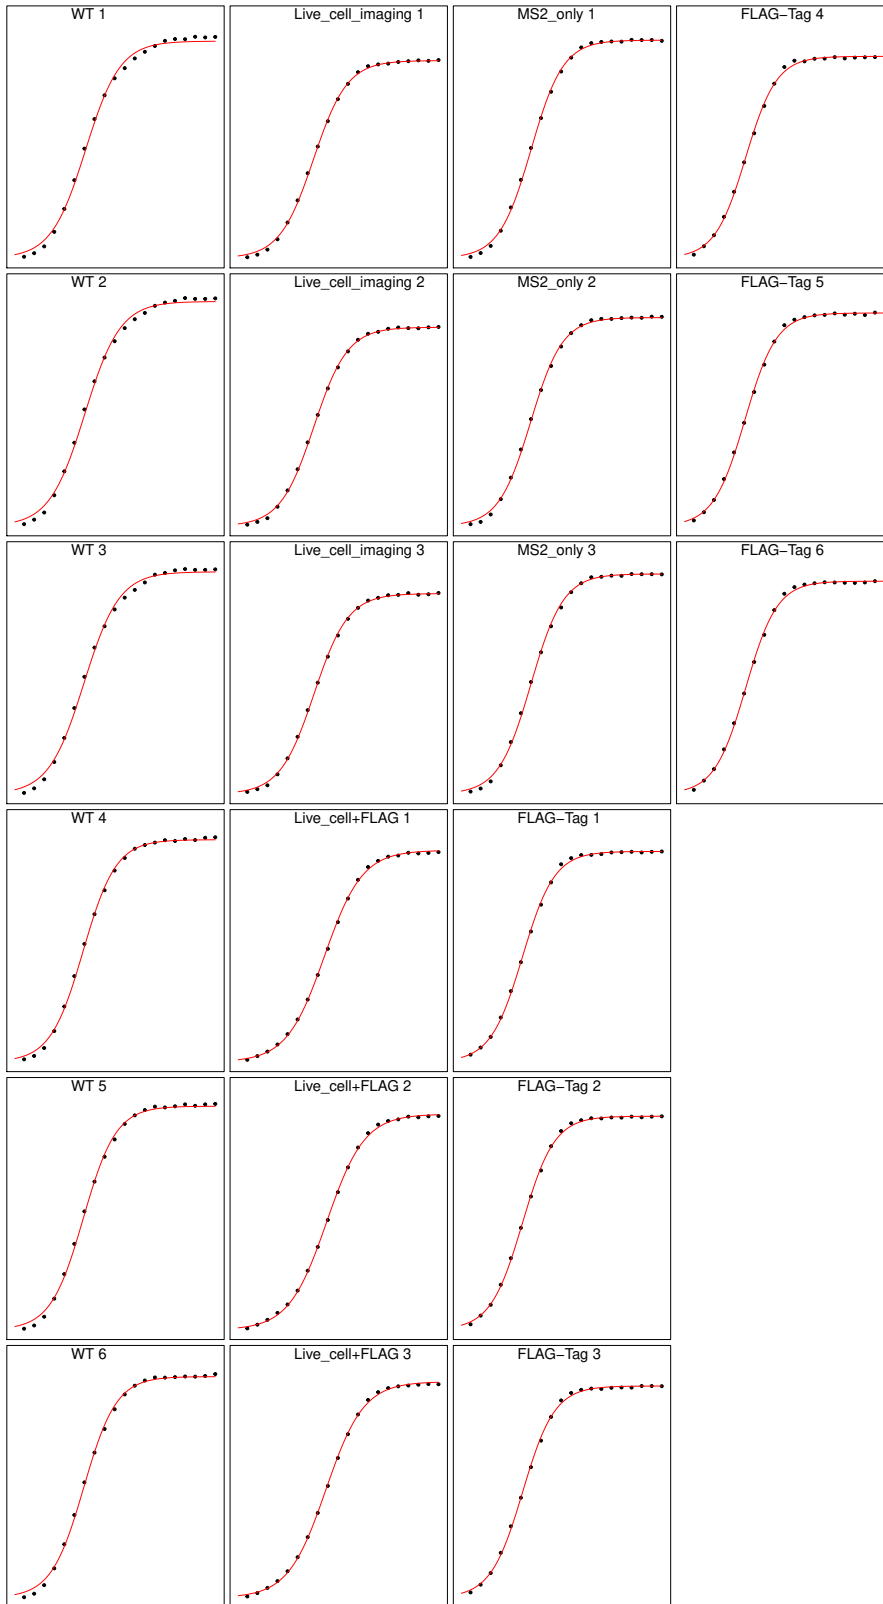 WT 1
Live_cell_imaging 1
MS2_only 1
FLAG−Tag 4
WT 2
Live_cell_imaging 2
MS2_only 2
FLAG−Tag 5
WT 3
Live_cell_imaging 3
MS2_only 3
FLAG−Tag 6
WT 4
Live_cell+FLAG 1
FLAG−Tag 1
WT 5
Live_cell+FLAG 2
FLAG−Tag 2
WT 6
Live_cell+FLAG 3
FLAG−Tag 3